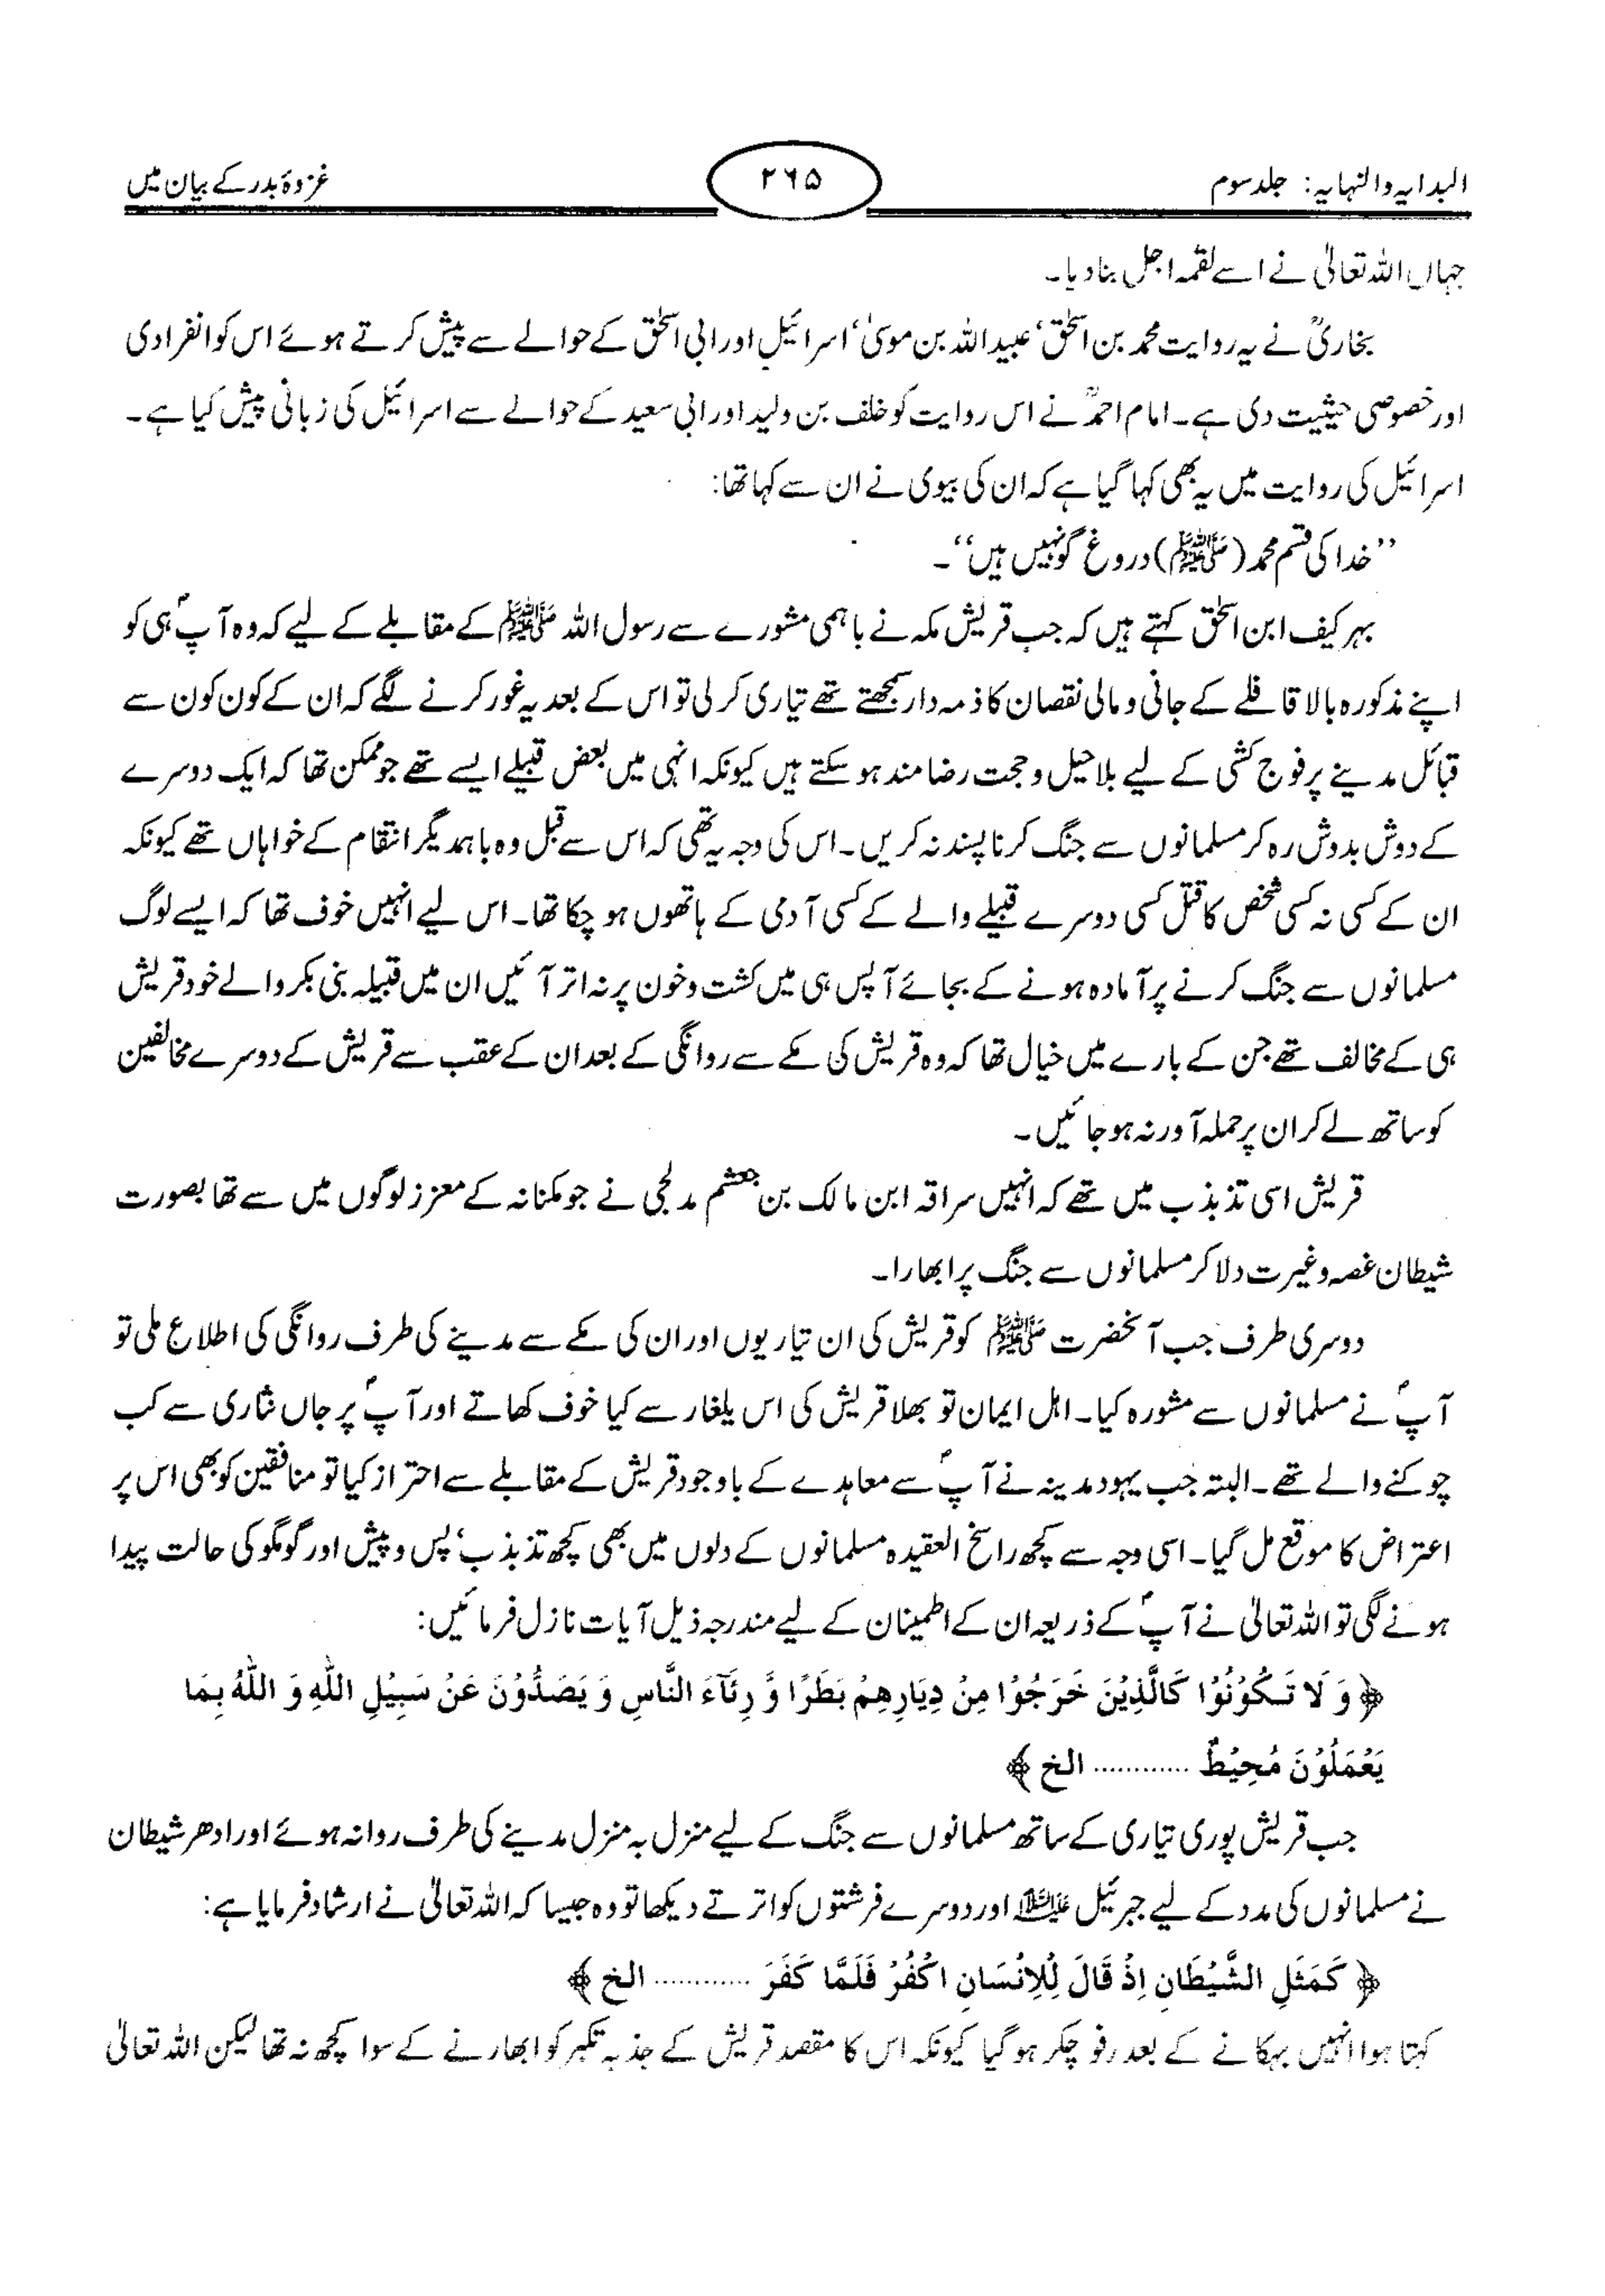 البدایہ والنہایہ: جلد سوم
۲۶۵
غزوۂ بدر کے بیان میں
جہاں اللہ تعالیٰ نے اسے لقمہ اجل بنا دیا۔
بخاریؒ نے یہ روایت محمد بن اسحٰق، عبید اللہ بن موسیٰ، اسرائیل اور ابی اسحٰق کے حوالے سے پیش کرتے ہوئے اس کو انفرادی
اور خصوصی حیثیت دی ہے۔ امام احمدؒ نے اس روایت کو خلف بن ولید اور ابی سعید کے حوالے سے اسرائیل کی زبانی پیش کیا ہے۔
اسرائیل کی روایت میں یہ بھی کہا گیا ہے کہ ان کی بیوی نے ان سے کہا تھا:
’’خدا کی قسم محمد (ﷺ) دروغ گو نہیں ہیں‘‘۔
بہر کیف ابن اسحٰق کہتے ہیں کہ جب قریش مکہ نے باہمی مشورے سے رسول اللہ ﷺ کے مقابلے کے لیے کہ وہ آپؐ ہی کو
اپنے مذکورہ بالا قافلے کے جانی و مالی نقصان کا ذمہ دار سمجھتے تھے تیاری کر لی تو اس کے بعد یہ غور کرنے لگے کہ ان کے کون کون سے
قبائل مدینے پر فوج کشی کے لیے بلا حیل و حجت رضا مند ہو سکتے ہیں کیونکہ انہی میں بعض قبیلے ایسے تھے جو ممکن تھا کہ ایک دوسرے
کے دوش بدوش رہ کر مسلمانوں سے جنگ کرنا پسند نہ کریں۔ اس کی وجہ یہ تھی کہ اس سے قبل وہ باہمدیگر انتقام کے خواہاں تھے کیونکہ
ان کے کسی نہ کسی شخص کا قتل کسی دوسرے قبیلے والے کے کسی آدمی کے ہاتھوں ہو چکا تھا۔ اس لیے انہیں خوف تھا کہ ایسے لوگ
مسلمانوں سے جنگ کرنے پر آمادہ ہونے کے بجائے آپس ہی میں کشت و خون پر نہ اتر آئیں ان میں قبیلہ بنی بکر والے خود قریش
ہی کے مخالف تھے جن کے بارے میں خیال تھا کہ وہ قریش کی مکے سے روانگی کے بعد ان کے عقب سے قریش کے دوسرے مخالفین
کو ساتھ لے کر ان پر حملہ آور نہ ہو جائیں۔
قریش اسی تذبذب میں تھے کہ انہیں سراقہ ابن مالک بن جعشم مدلجی نے جو کنانہ کے معزز لوگوں میں سے تھا بصورت
شیطان غصہ و غیرت دلا کر مسلمانوں سے جنگ پر ابھارا۔
دوسری طرف جب آنحضرت ﷺ کو قریش کی ان تیاریوں اور ان کی مکے سے مدینے کی طرف روانگی کی اطلاع ملی تو
آپؐ نے مسلمانوں سے مشورہ کیا۔ اہل ایمان تو بھلا قریش کی اس یلغار سے کیا خوف کھاتے اور آپؐ پر جاں نثاری سے کب
چوکنے والے تھے۔ البتہ جب یہود مدینہ نے آپؐ سے معاہدے کے باوجود قریش کے مقابلے سے احتراز کیا تو منافقین کو بھی اس پر
اعتراض کا موقع مل گیا۔ اسی وجہ سے کچھ راسخ العقیدہ مسلمانوں کے دلوں میں بھی کچھ تذبذب، پس و پیش اور گومگو کی حالت پیدا
ہونے لگی تو اللہ تعالیٰ نے آپؐ کے ذریعہ ان کے اطمینان کے لیے مندرجہ ذیل آیات نازل فرمائیں:
﴿ وَ لَا تَكُوْنُوْا كَالَّذِيْنَ خَرَجُوْا مِنْ دِيَارِهِمْ بَطَرًا وَّ رِئَآءَ النَّاسِ وَ يَصَدُّوْنَ عَنْ سَبِيْلِ اللّٰهِ وَ اللّٰهُ بِمَا
يَعْمَلُوْنَ مُحِيْطٌ ............ الخ ﴾
جب قریش پوری تیاری کے ساتھ مسلمانوں سے جنگ کے لیے منزل بہ منزل مدینے کی طرف روانہ ہوئے اور ادھر شیطان
نے مسلمانوں کی مدد کے لیے جبرئیل علیہ السلام اور دوسرے فرشتوں کو اترتے دیکھا تو وہ جیسا کہ اللہ تعالیٰ نے ارشاد فرمایا ہے:
﴿ كَمَثَلِ الشَّيْطَانِ اِذْ قَالَ لِلْاِنْسَانِ اكْفُرْ فَلَمَّا كَفَرَ ............ الخ ﴾
کہتا ہوا انہیں بہکانے کے بعد رفو چکر ہو گیا کیونکہ اس کا مقصد قریش کے جذبہ تکبر کو ابھارنے کے سوا کچھ نہ تھا لیکن اللہ تعالیٰ